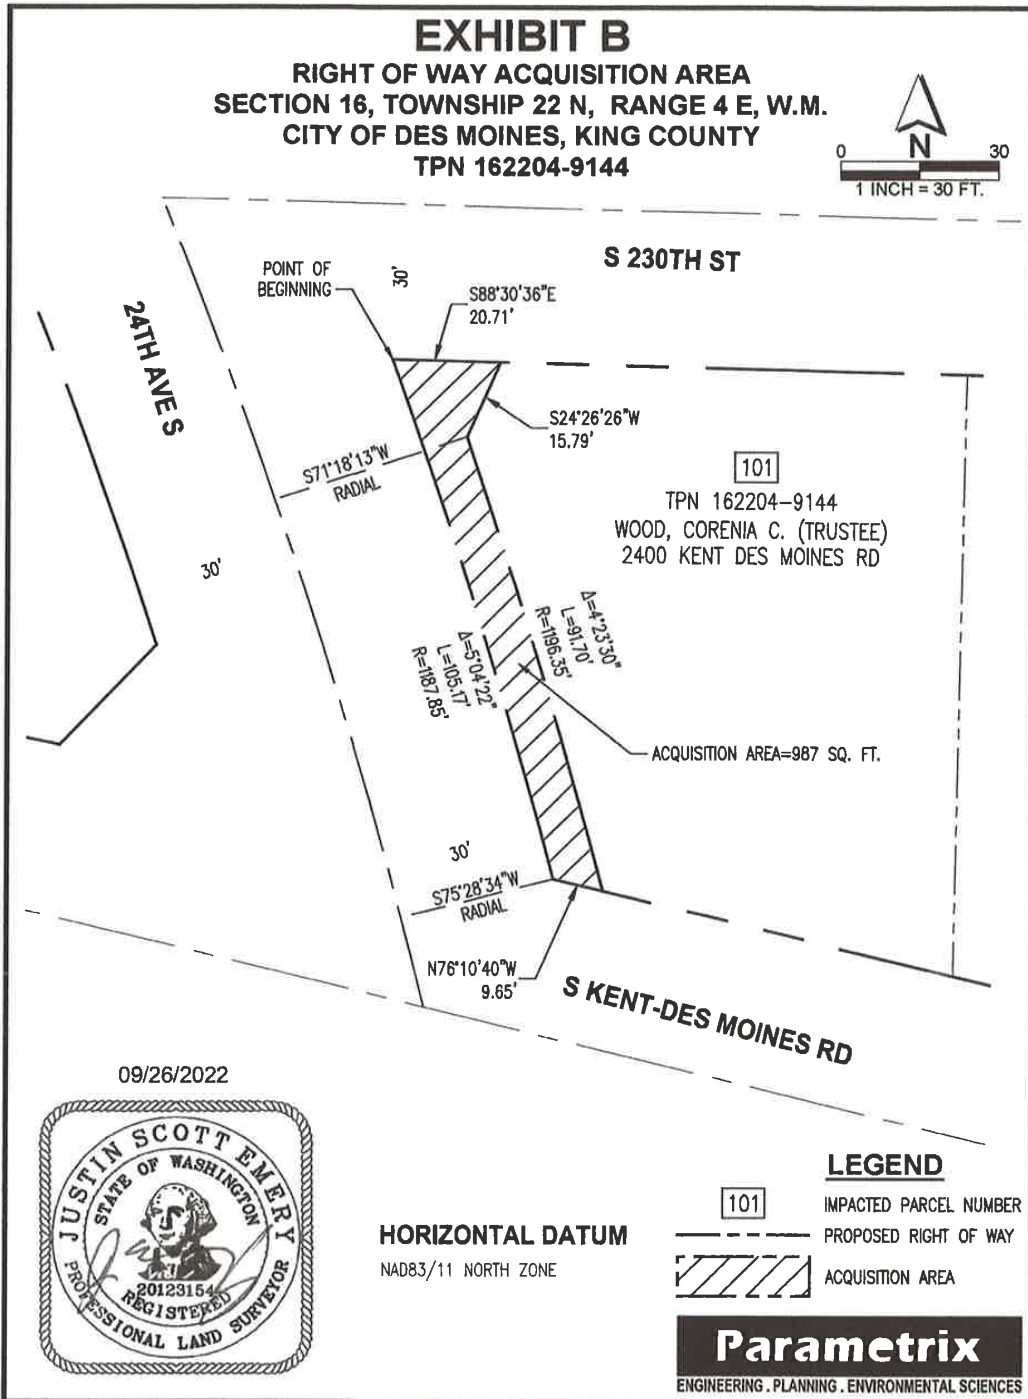 EXHIBIT B
RIGHT OF WAY ACQUISITION AREA
SECTION 16, TOWNSHIP 22 N, RANGE 4 E, W.M.
CITY OF DES MOINES, KING COUNTY
TPN 162204-9144
N
0 30
1 INCH = 30 FT.
S 230TH ST
POINT OF
BEGINNING
30'
S88°30'36"E
20.71'
24TH AVE S
S24°26'26"W
15.79'
S71°18'13"W
RADIAL
101
TPN 162204-9144
WOOD, CORENIA C. (TRUSTEE)
2400 KENT DES MOINES RD
30'
Δ=4°23'30"
L=91.70'
R=1196.35'
Δ=5°04'22"
L=105.17'
R=1187.85'
ACQUISITION AREA=987 SQ. FT.
30'
S75°28'34"W
RADIAL
N76°10'40"W
9.65'
S KENT-DES MOINES RD
09/26/2022
JUSTIN SCOTT EMERY
STATE OF WASHINGTON
20123154
REGISTERED
PROFESSIONAL LAND SURVEYOR
HORIZONTAL DATUM
NAD83/11 NORTH ZONE
LEGEND
101 IMPACTED PARCEL NUMBER
PROPOSED RIGHT OF WAY
ACQUISITION AREA
Parametrix
ENGINEERING . PLANNING . ENVIRONMENTAL SCIENCES